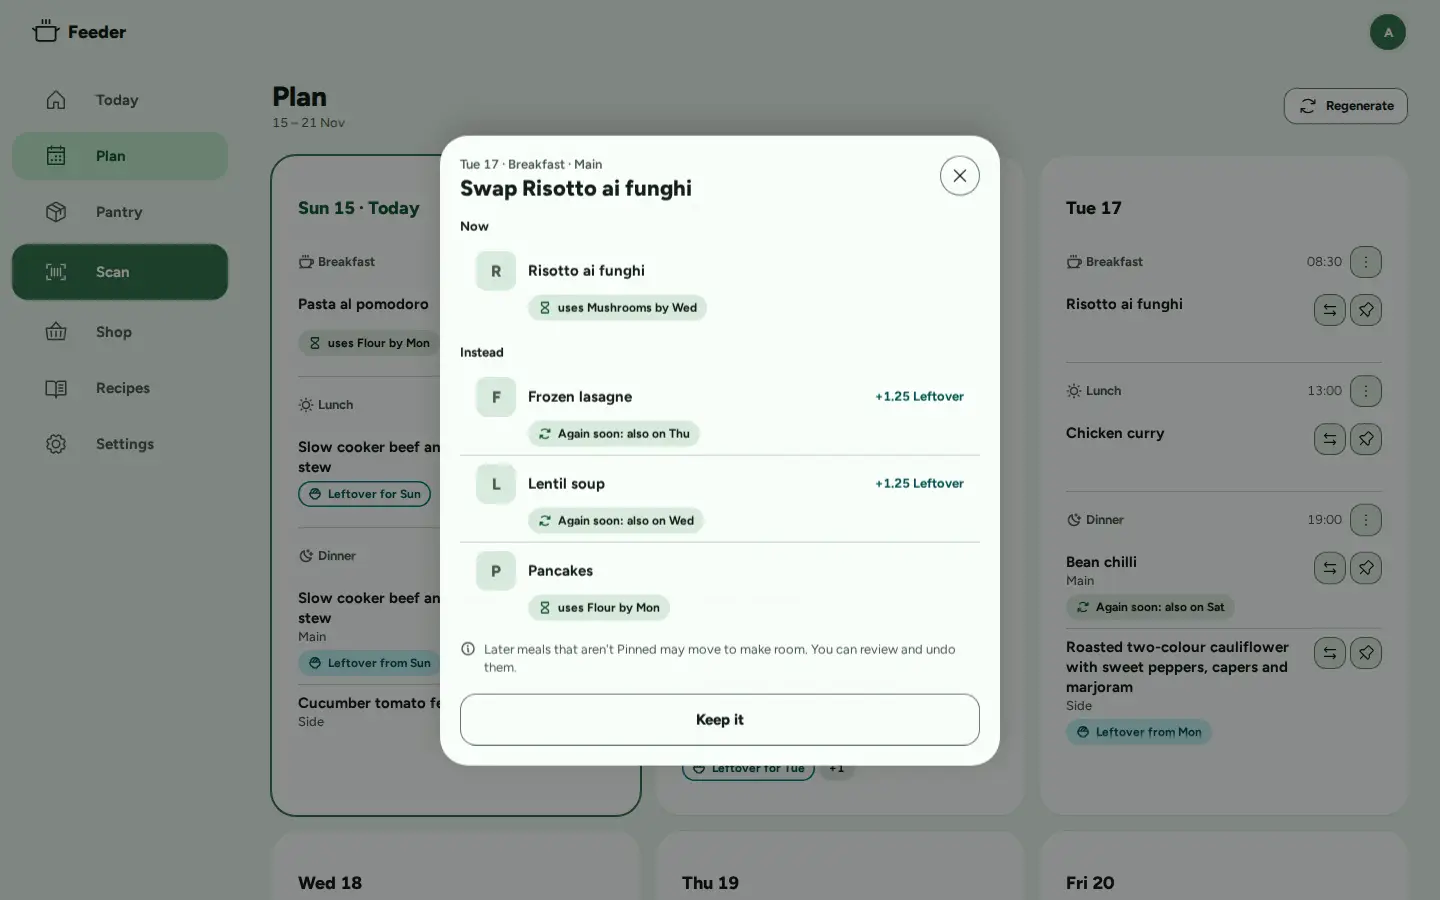 Feeder
A
Today
Plan
Pantry
Scan
Shop
Recipes
Settings
Plan
15 – 21 Nov
Regenerate
Sun 15 · Today
Breakfast
Pasta al pomodoro
uses Flour by Mon
Lunch
Slow cooker beef an
stew
Leftover for Sun
Dinner
Slow cooker beef an
stew
Main
Leftover from Sun
Cucumber tomato fe
Side
Tue 17 · Breakfast · Main
Swap Risotto ai funghi
Now
R
Risotto ai funghi
uses Mushrooms by Wed
Instead
F
Frozen lasagne
+1.25 Leftover
Again soon: also on Thu
L
Lentil soup
+1.25 Leftover
Again soon: also on Wed
P
Pancakes
uses Flour by Mon
Later meals that aren't Pinned may move to make room. You can review and undo
them.
Keep it
Leftover for Tue
+1
Tue 17
Breakfast
08:30
Risotto ai funghi
Lunch
13:00
Chicken curry
Dinner
19:00
Bean chilli
Main
Again soon: also on Sat
Roasted two-colour cauliflower
with sweet peppers, capers and
marjoram
Side
Leftover from Mon
Wed 18
Thu 19
Fri 20